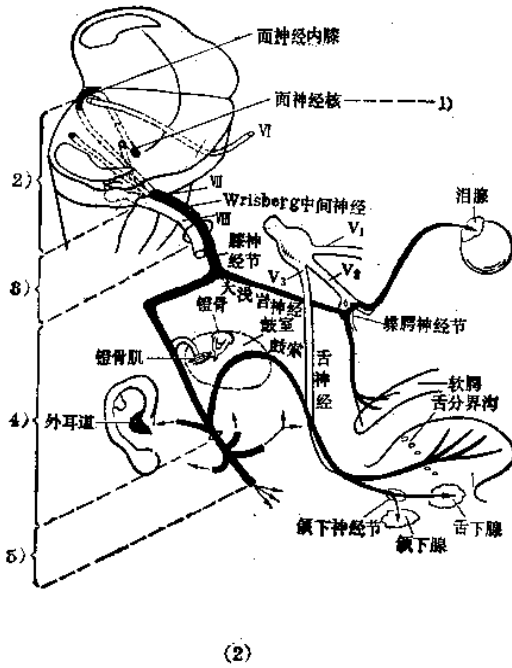 面神经内膝
面神经核
1)
VI
2)
VII
Wrisberg中间神经
VIII
膝神
经节
泪腺
V₁
V₂
V₃
3)
大浅岩神经
蝶腭神经节
镫骨
鼓室
鼓索
镫骨肌
舌神经
软腭
舌分界沟
4)
外耳道
颌下神经节
颌下腺
舌下腺
5)
(2)